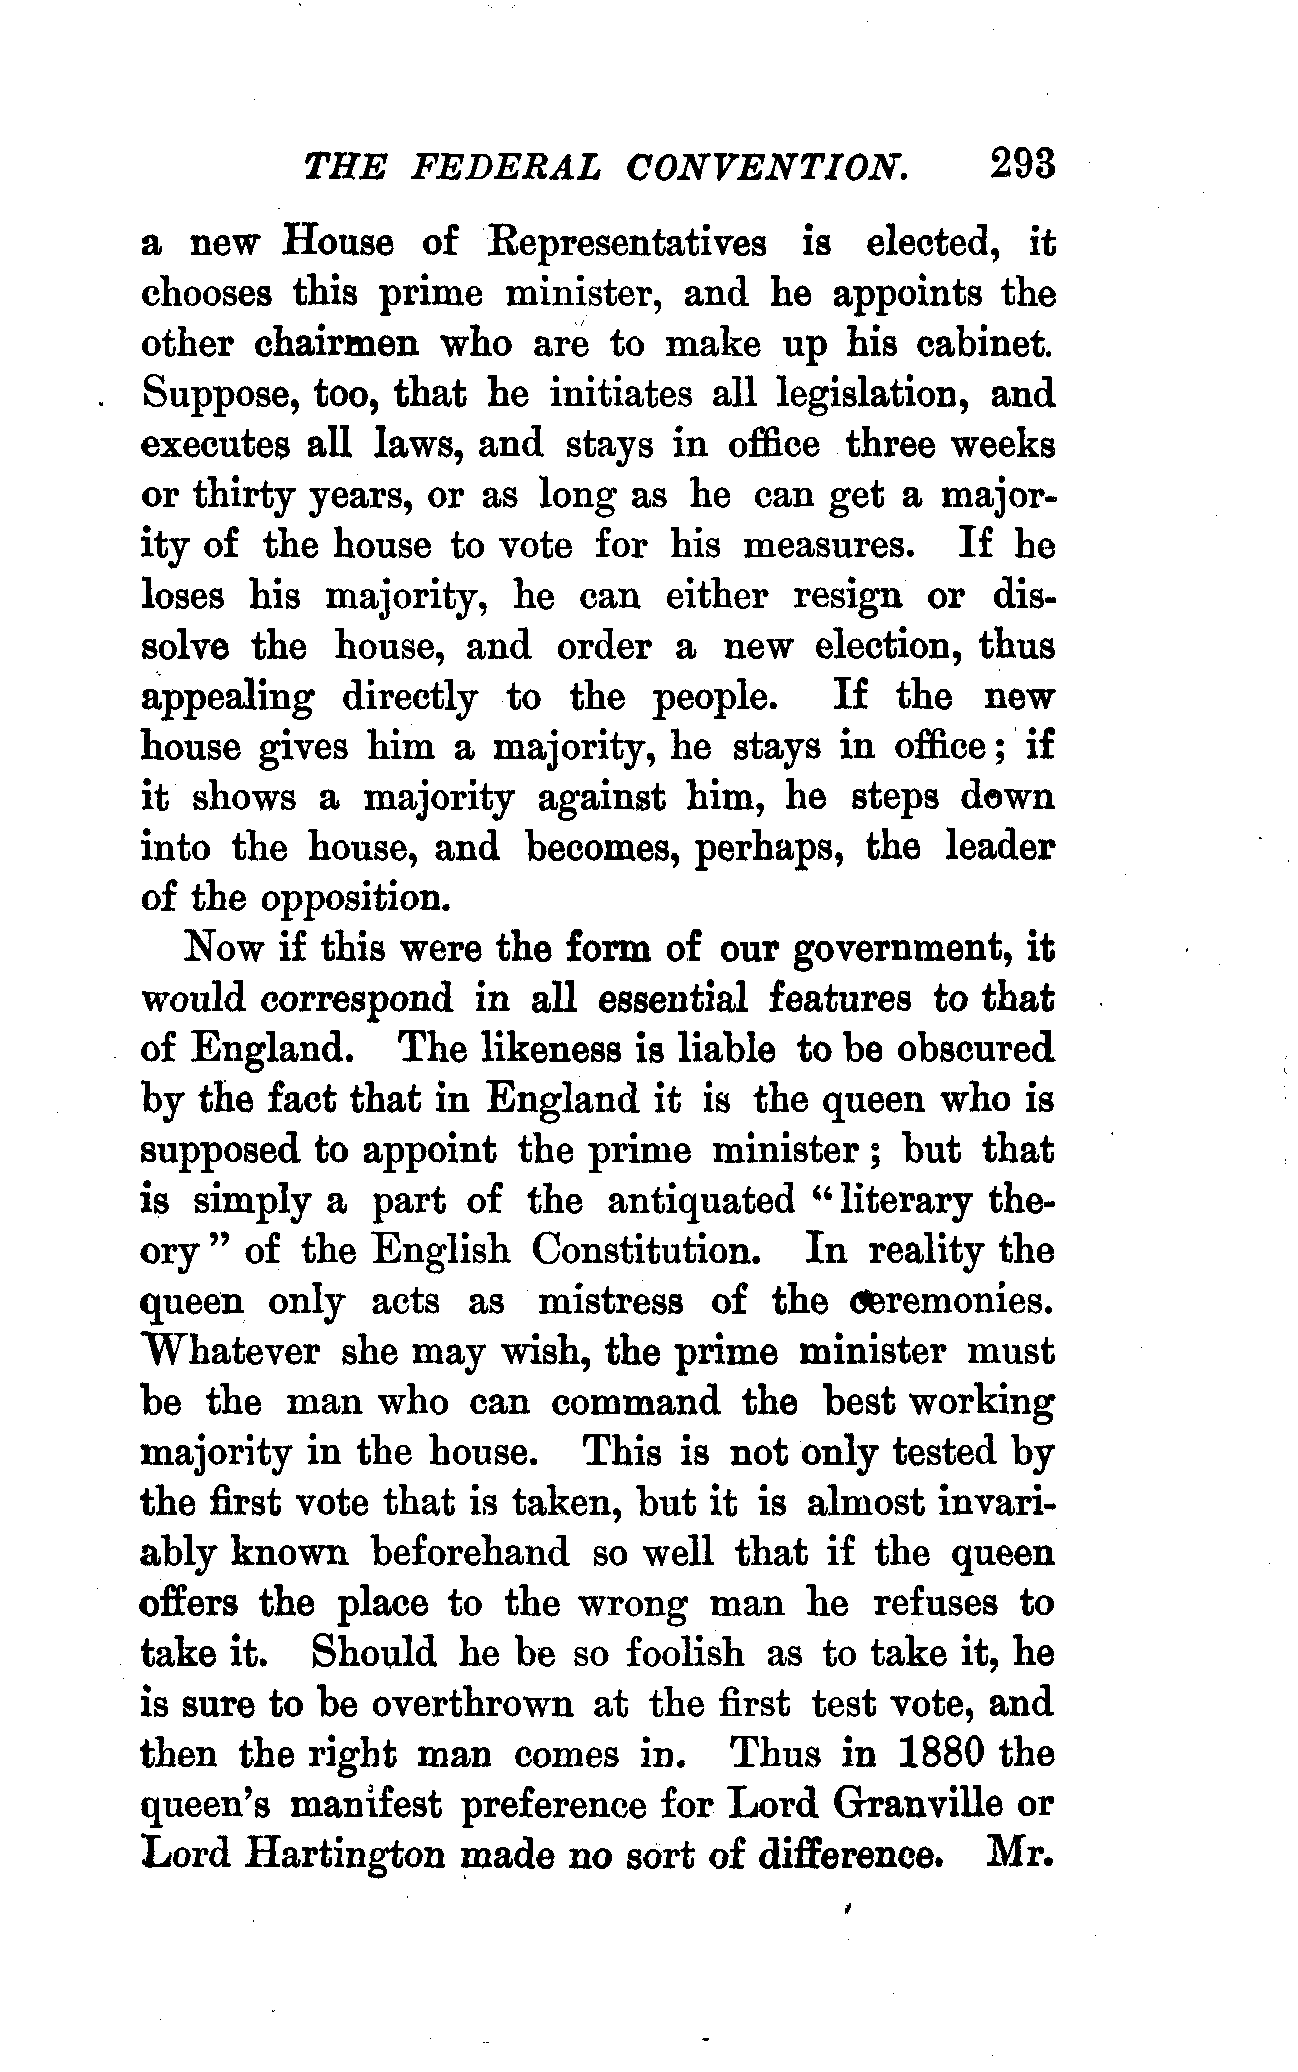 THE FEDERAL CONVENTION. 293
a new House of Representatives is elected, it
chooses this prime minister, and he appoints the
other chairmen who are to make up his cabinet.
Suppose, too, that he initiates all legislation, and
executes all laws, and stays in office three weeks
or thirty years, or as long as he can get a major-
ity of the house to vote for his measures. If he
loses his majority, he can either resign or dis-
solve the house, and order a new election, thus
appealing directly to the people. If the new
house gives him a majority, he stays in office; if
it shows a majority against him, he steps down
into the house, and becomes, perhaps, the leader
of the opposition.
Now if this were the form of our government, it
would correspond in all essential features to that
of England. The likeness is liable to be obscured
by the fact that in England it is the queen who is
supposed to appoint the prime minister; but that
is simply a part of the antiquated "literary the-
ory" of the English Constitution. In reality the
queen only acts as mistress of the ceremonies.
Whatever she may wish, the prime minister must
be the man who can command the best working
majority in the house. This is not only tested by
the first vote that is taken, but it is almost invari-
ably known beforehand so well that if the queen
offers the place to the wrong man he refuses to
take it. Should he be so foolish as to take it, he
is sure to be overthrown at the first test vote, and
then the right man comes in. Thus in 1880 the
queen's manifest preference for Lord Granville or
Lord Hartington made no sort of difference. Mr.